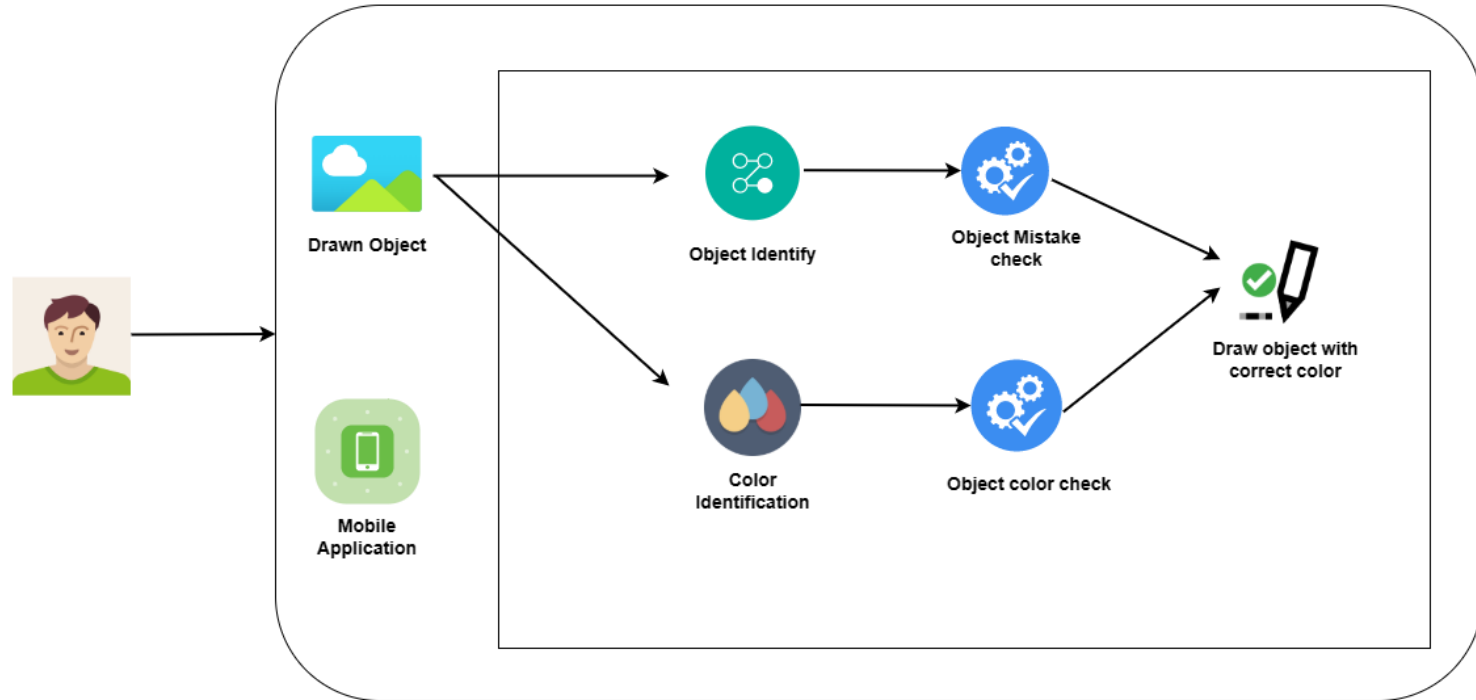 Drawn Object
Object Identify
Object Mistake
check
Draw object with
correct color
Color
Identification
Object color check
Mobile
Application